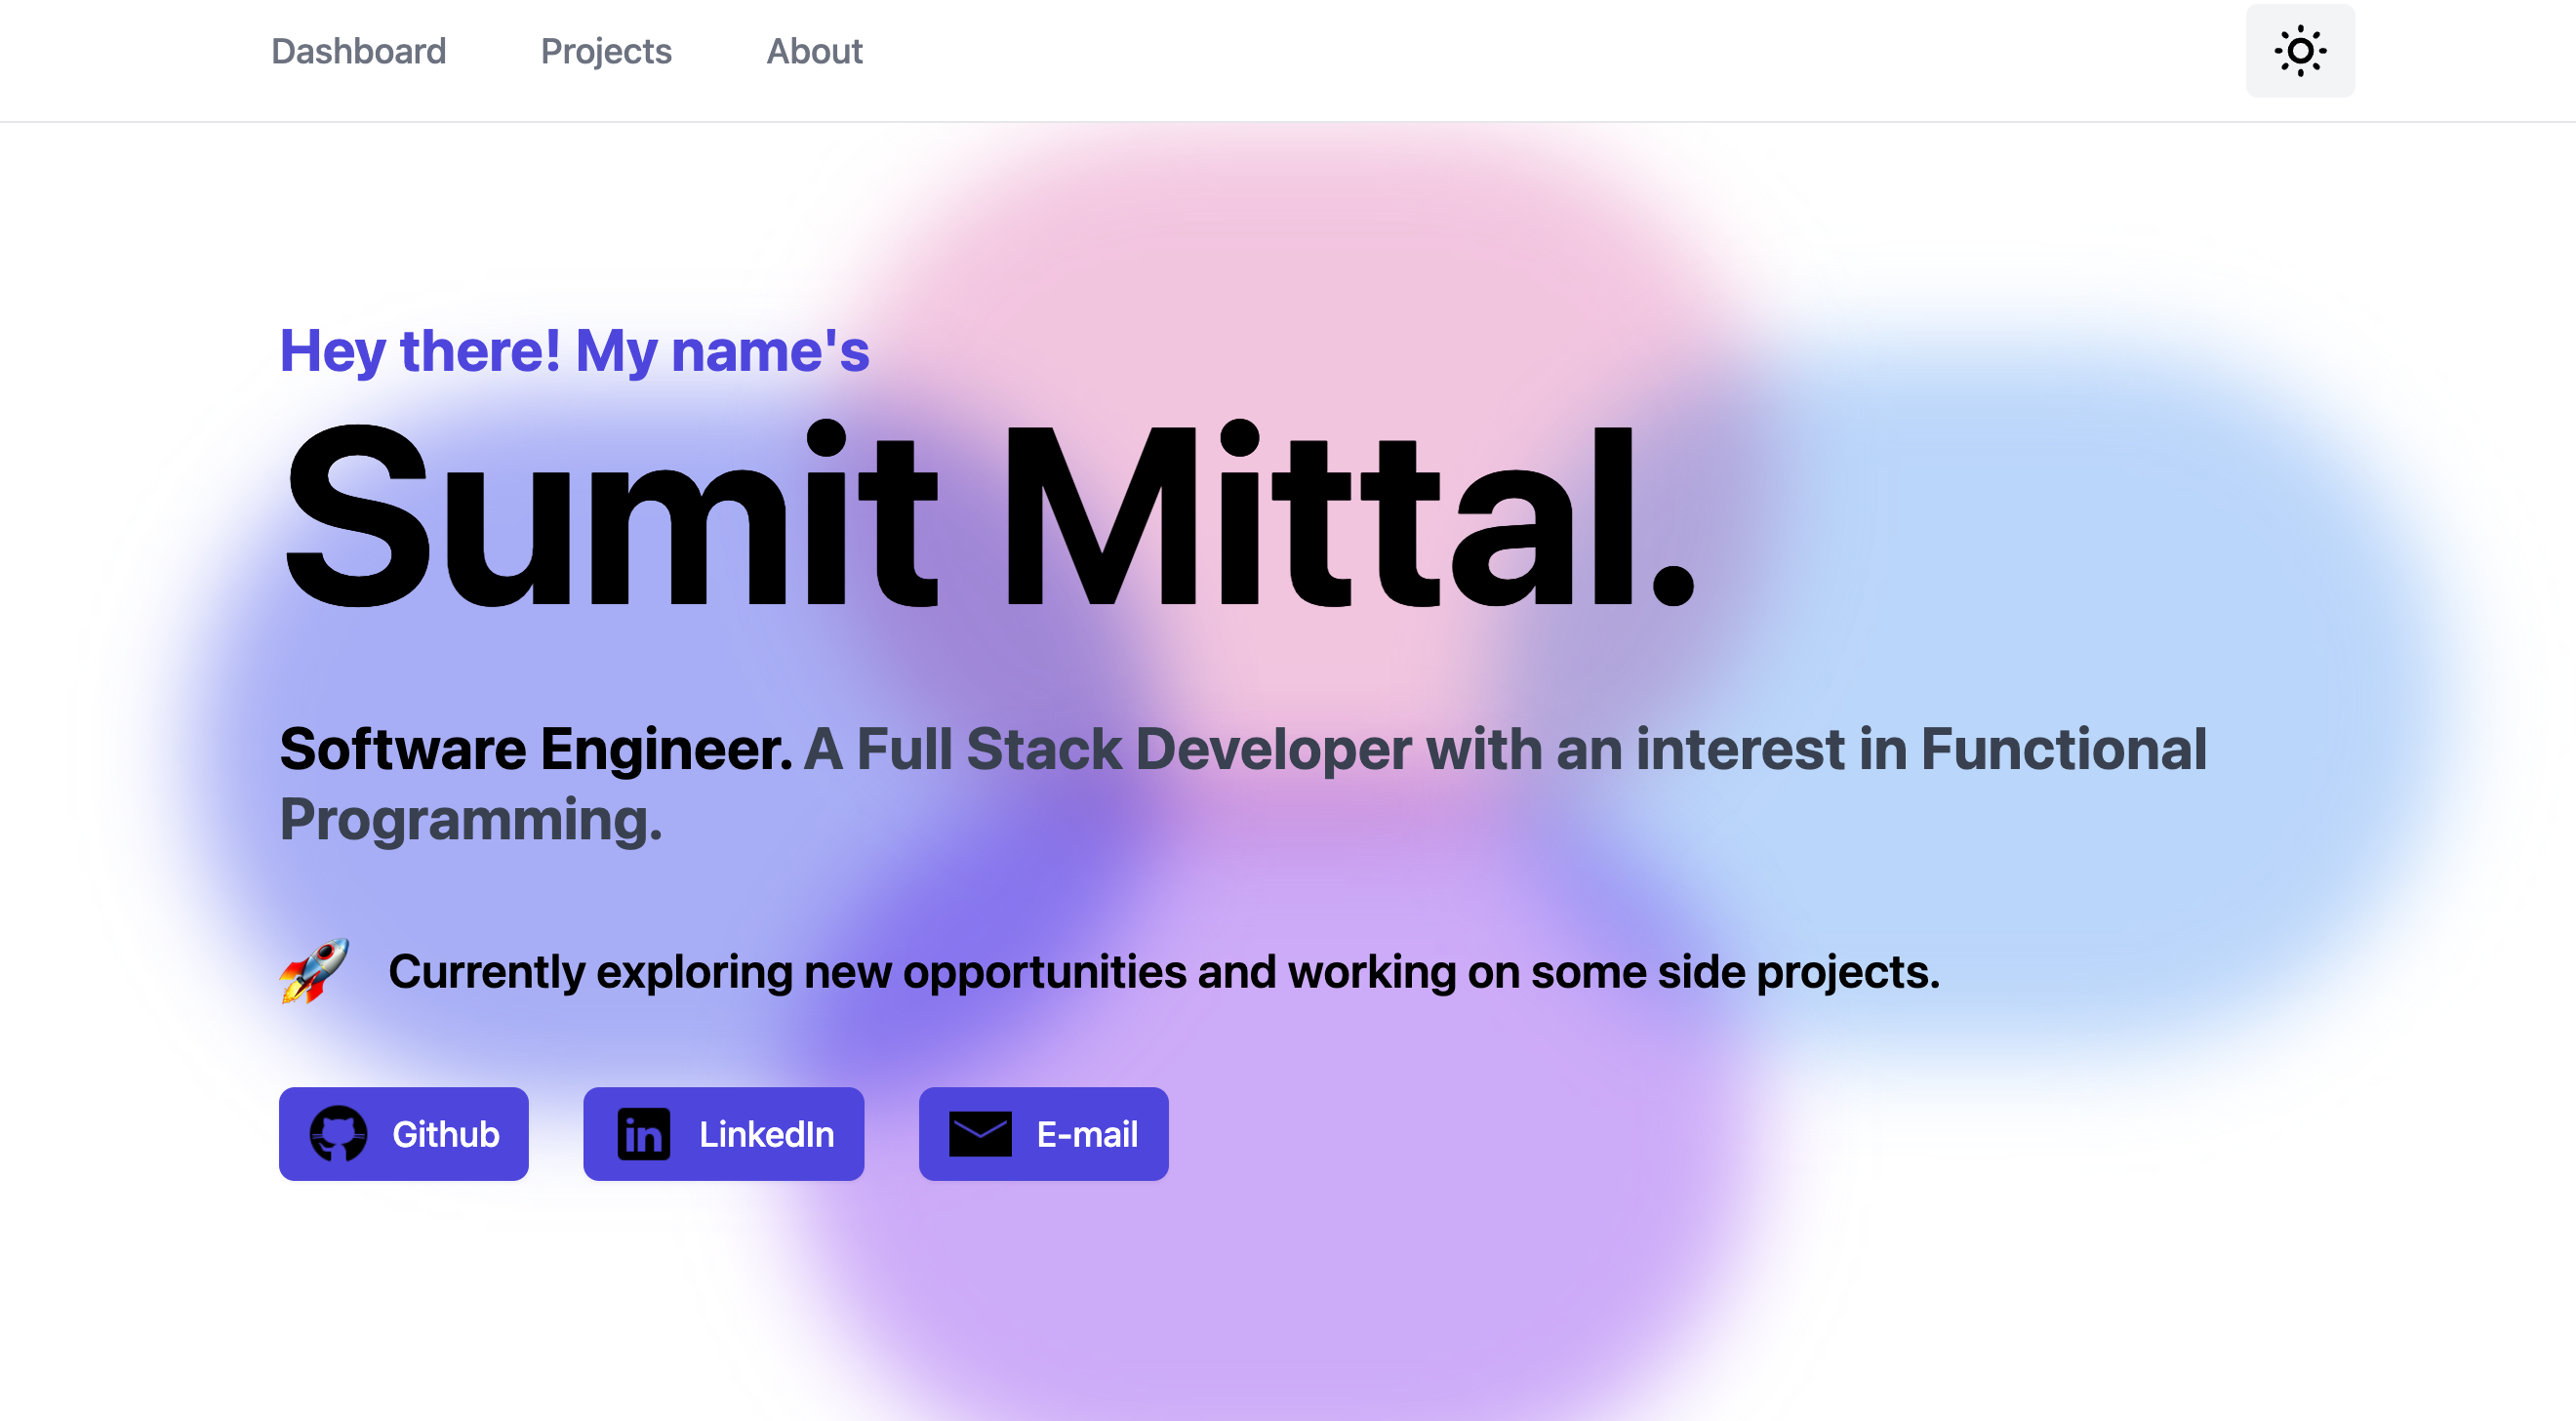 Dashboard Projects About
Hey there! My name's
Sumit Mittal.
Software Engineer. A Full Stack Developer with an interest in Functional
Programming.
🚀 Currently exploring new opportunities and working on some side projects.
Github in LinkedIn E-mail